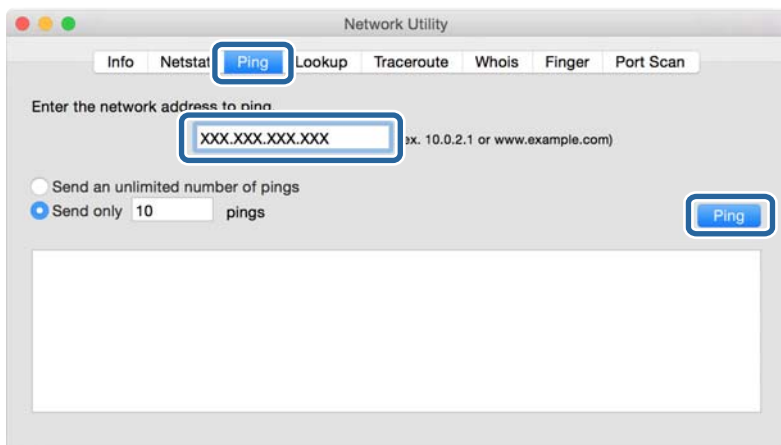 Network Utility
Info Netstat Ping Lookup Traceroute Whois Finger Port Scan
Enter the network address to ping.
XXX.XXX.XXX.XXX ex. 10.0.2.1 or www.example.com)
Send an unlimited number of pings
Send only 10 pings
Ping